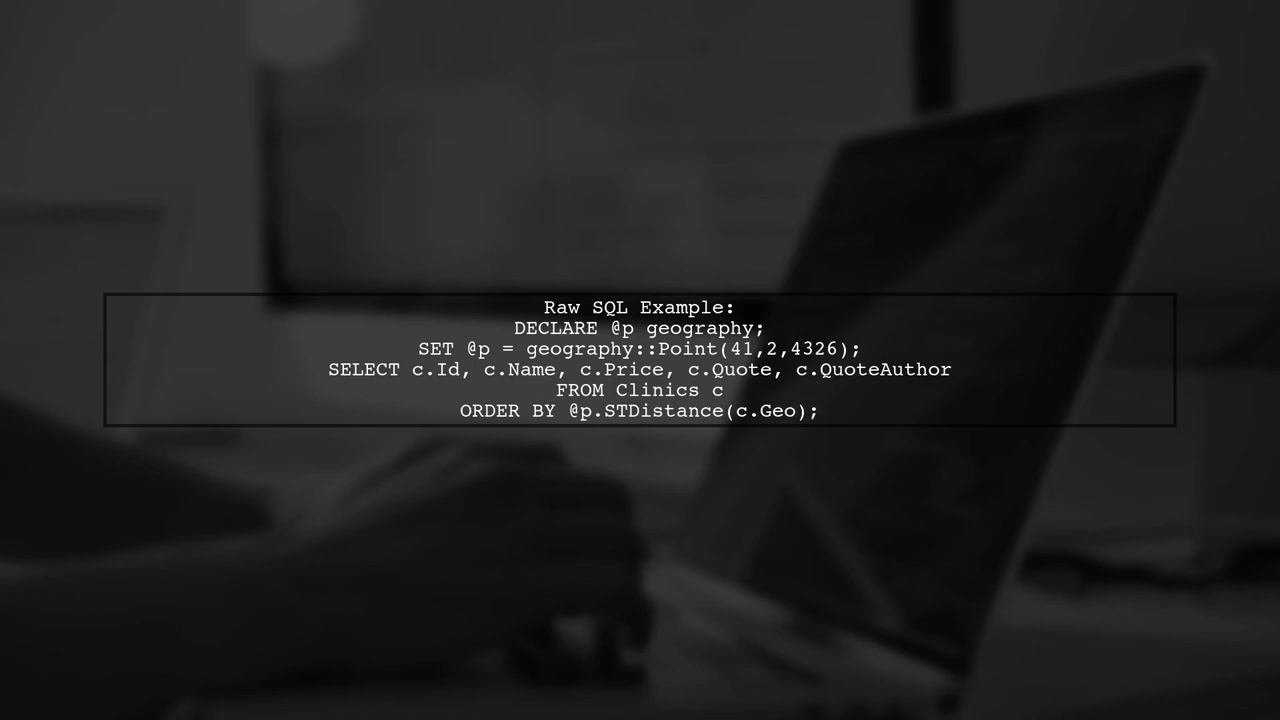 Raw SQL Example:
DECLARE @p geography;
SET @p = geography::Point(41,2,4326);
SELECT c.Id, c.Name, c.Price, c.Quote, c.QuoteAuthor
FROM Clinics c
ORDER BY @p.STDistance(c.Geo);